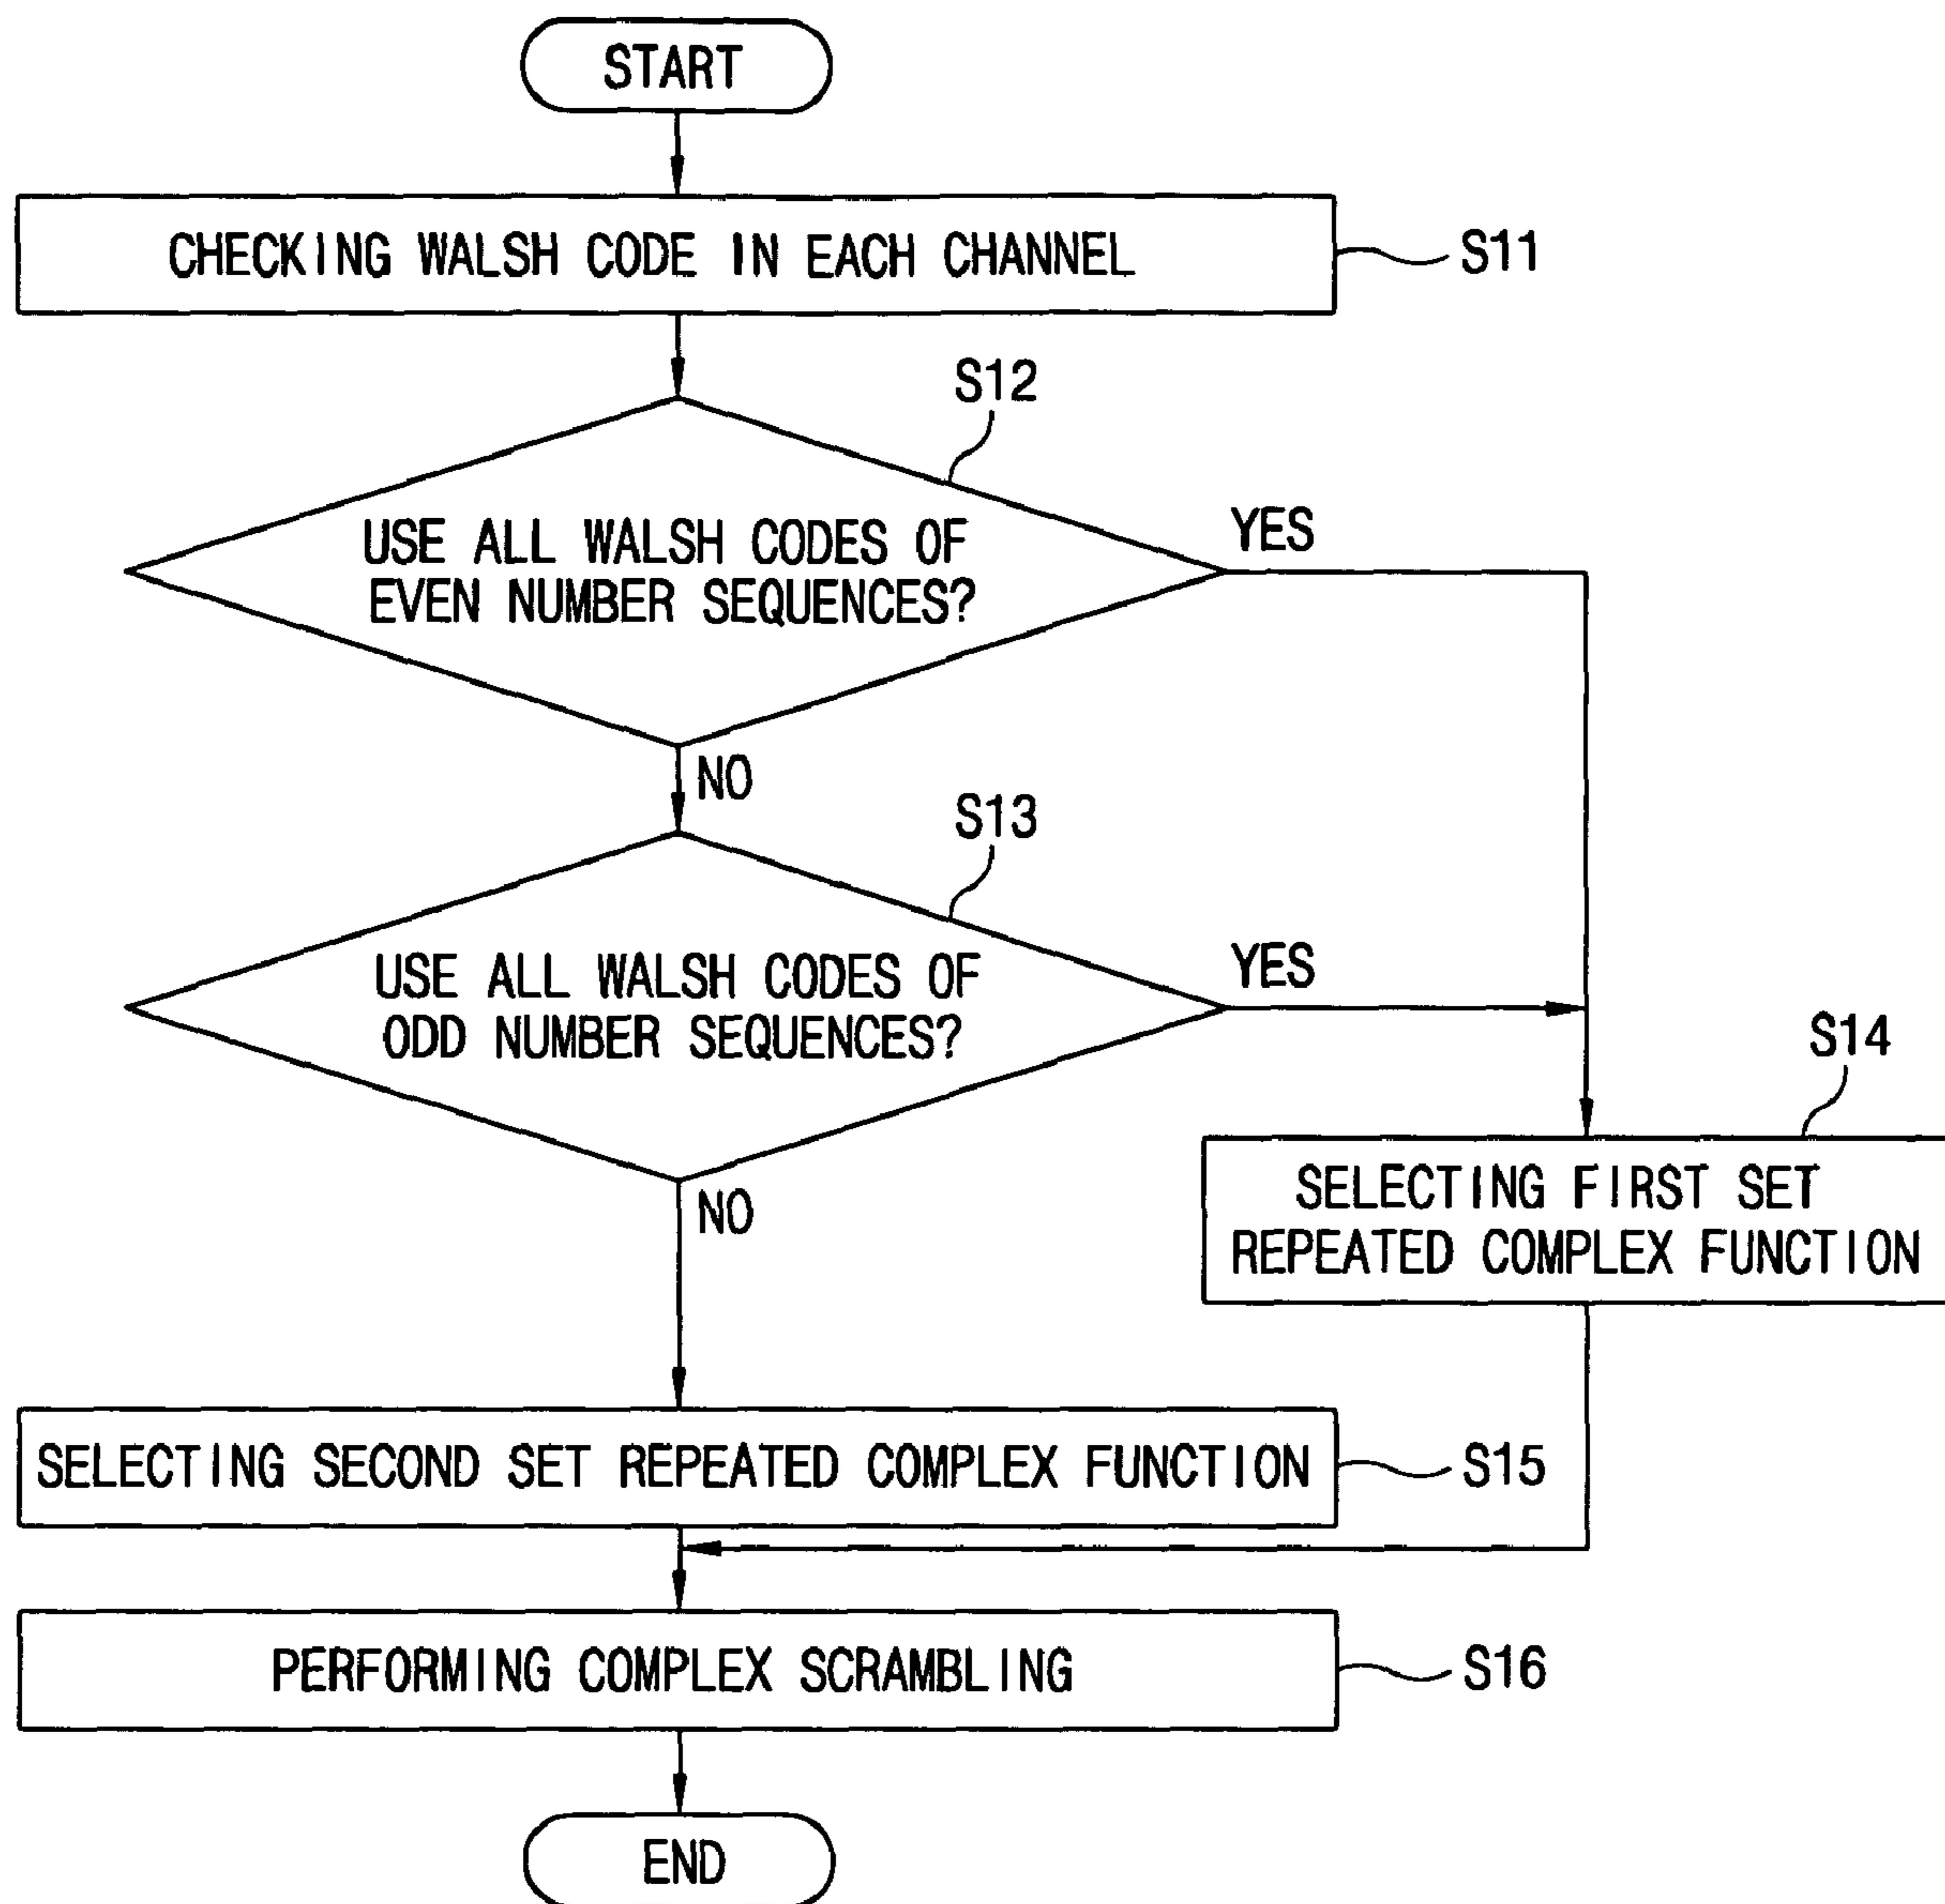 START
CHECKING WALSH CODE IN EACH CHANNEL
S11
S12
USE ALL WALSH CODES OF
EVEN NUMBER SEQUENCES?
YES
NO
S13
USE ALL WALSH CODES OF
ODD NUMBER SEQUENCES?
YES
NO
S14
SELECTING FIRST SET
REPEATED COMPLEX FUNCTION
SELECTING SECOND SET REPEATED COMPLEX FUNCTION
S15
PERFORMING COMPLEX SCRAMBLING
S16
END